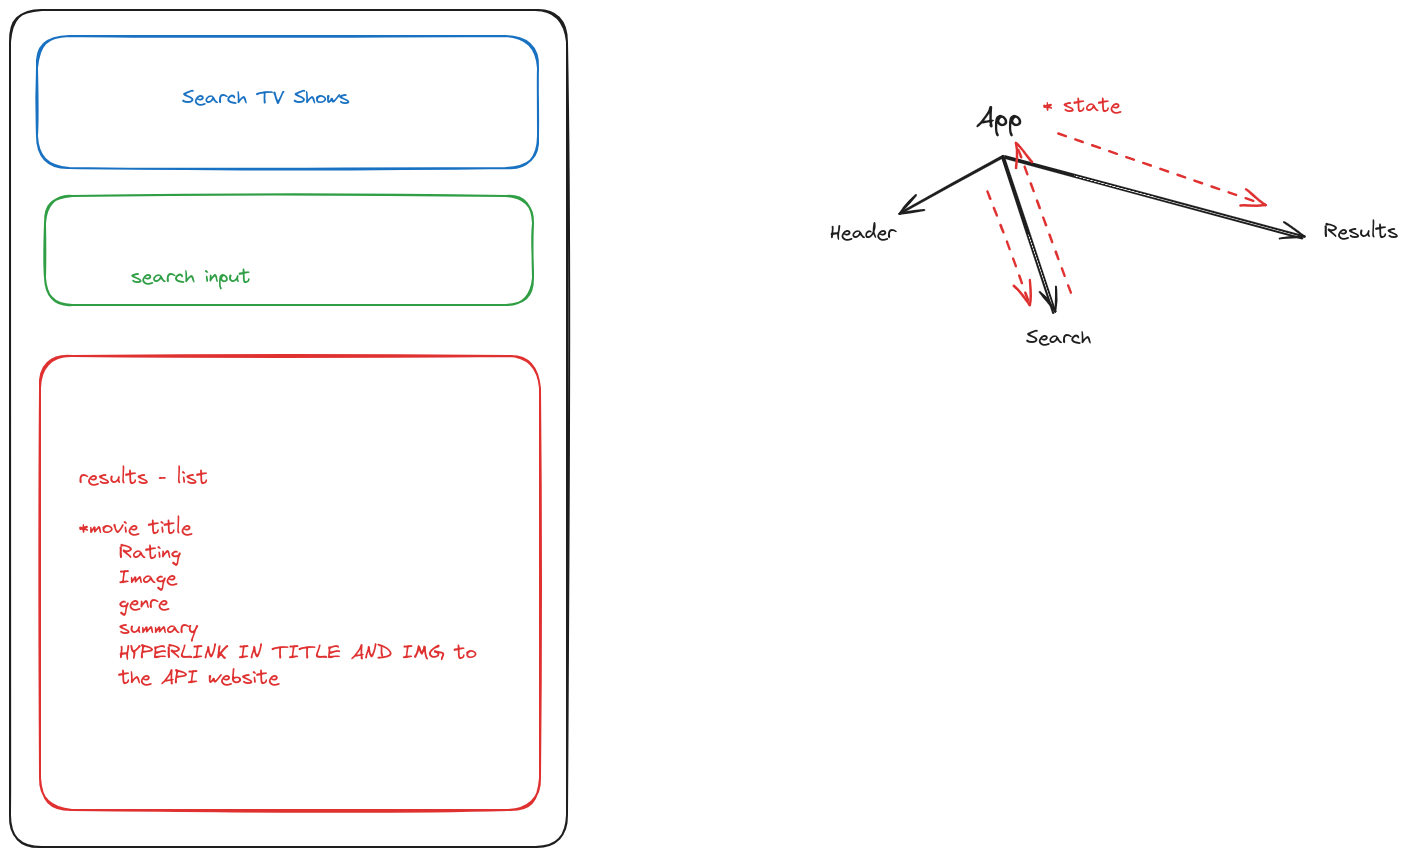 Search TV Shows
search input
results - list
*movie title
Rating
Image
genre
summary
HYPERLINK IN TITLE AND IMG, to
the API website
App
* state
Header
Results
Search